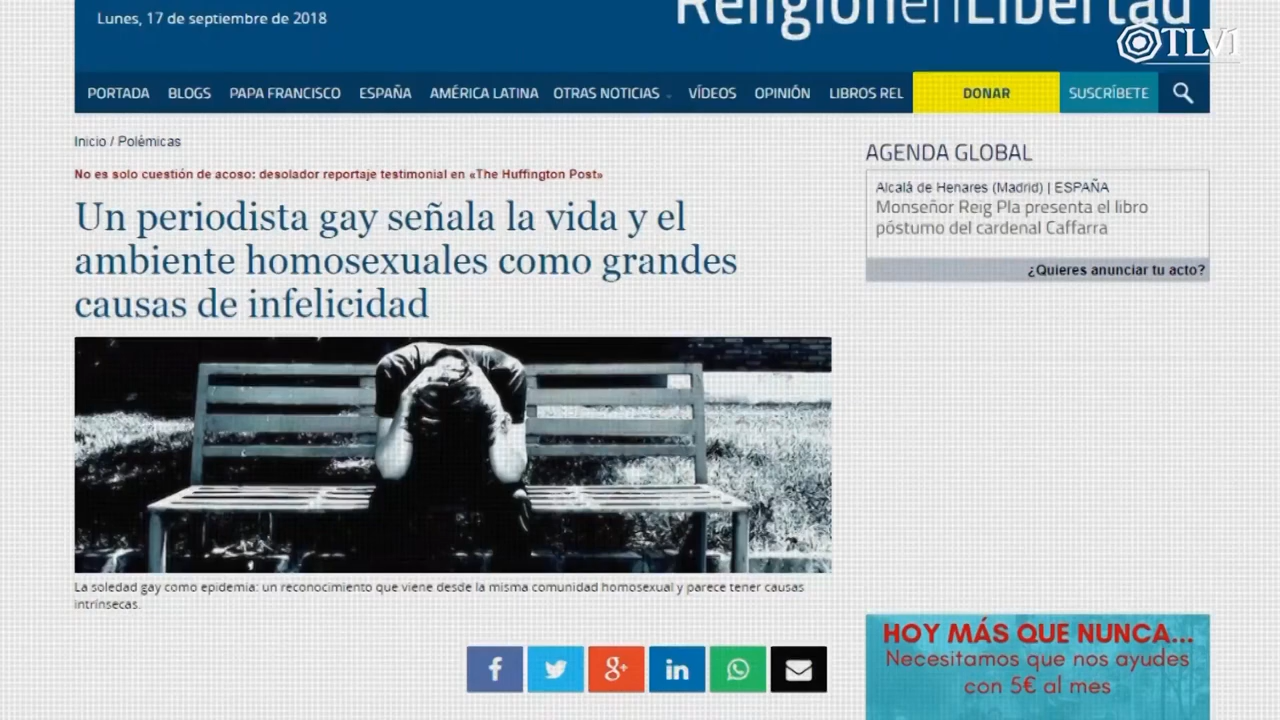 Lunes, 17 de septiembre de 2018
ReligiónenLibertad
TLV1
PORTADA BLOGS PAPA FRANCISCO ESPAÑA AMÉRICA LATINA OTRAS NOTICIAS VÍDEOS OPINIÓN LIBROS REL DONAR SUSCRÍBETE
Inicio / Polémicas
No es solo cuestión de acoso: desolador reportaje testimonial en «The Huffington Post»
Un periodista gay señala la vida y el
ambiente homosexuales como grandes
causas de infelicidad
La soledad gay como epidemia: un reconocimiento que viene desde la misma comunidad homosexual y parece tener causas
intrínsecas.
AGENDA GLOBAL
Alcalá de Henares (Madrid) | ESPAÑA
Monseñor Reig Pla presenta el libro
póstumo del cardenal Caffarra
¿Quieres anunciar tu acto?
HOY MÁS QUE NUNCA...
Necesitamos que nos ayudes
con 5€ al mes